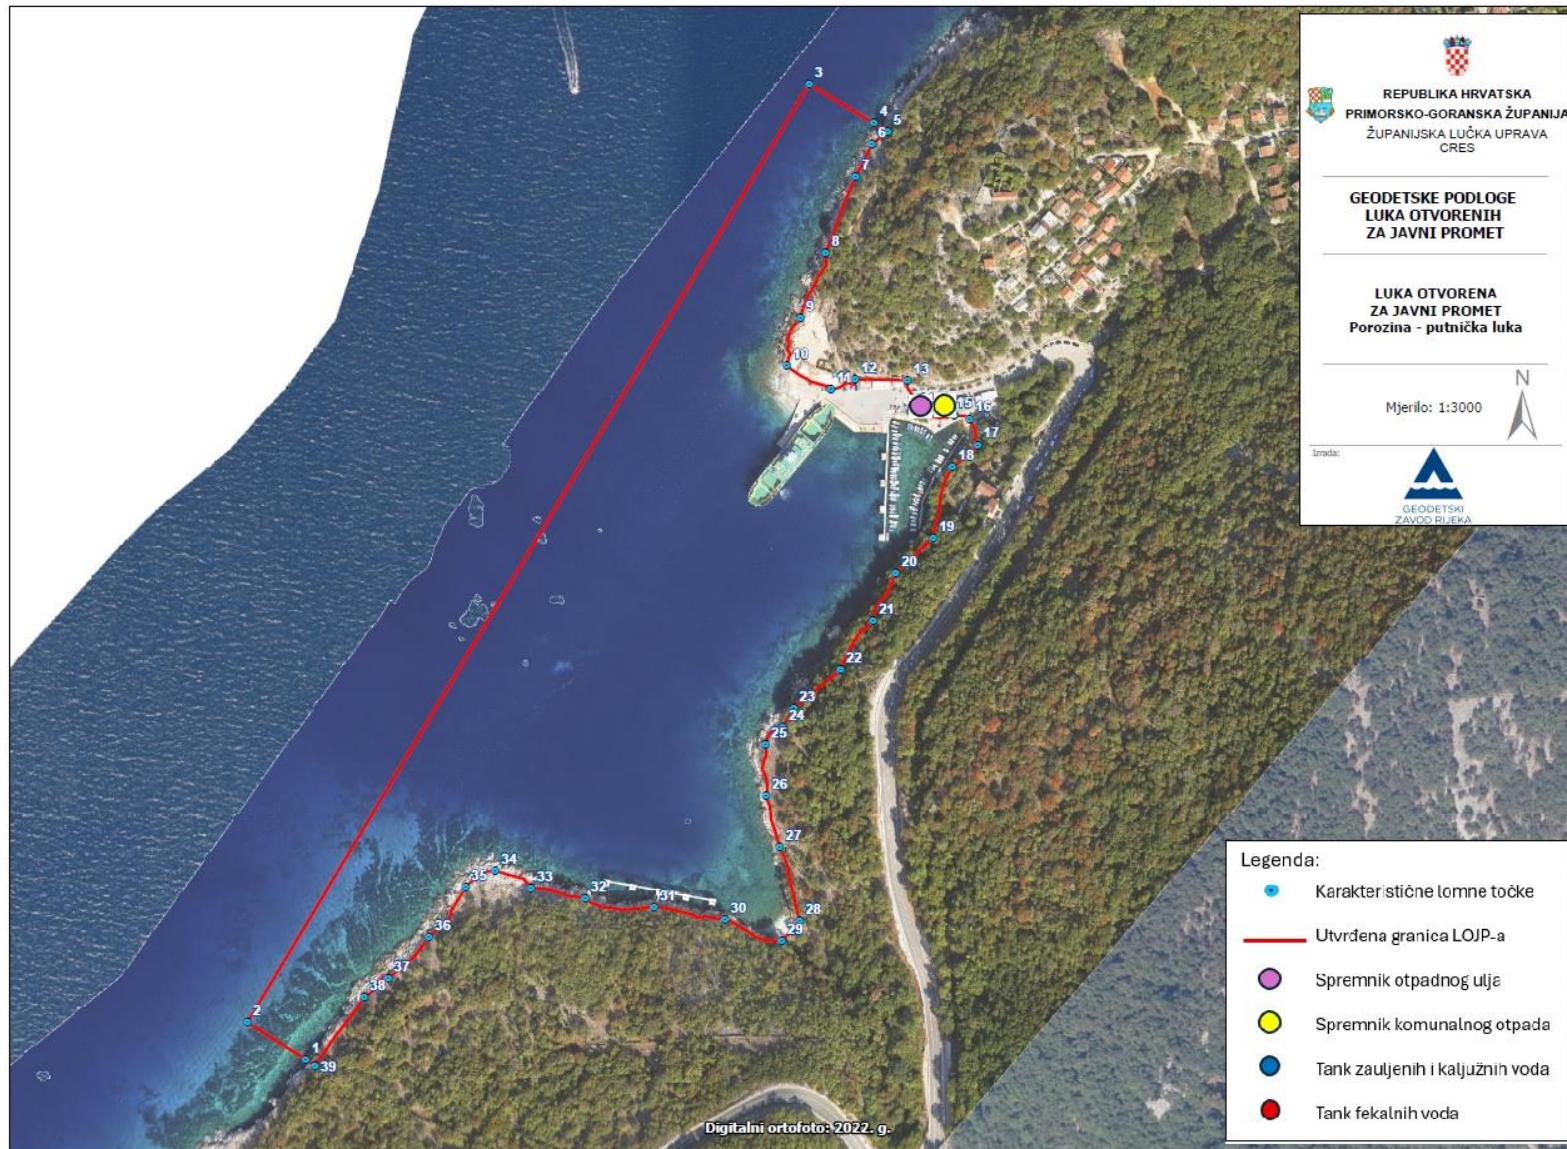 REPUBLIKA HRVATSKA
PRIMORSKO-GORANSKA ŽUPANIJA
ŽUPANIJSKA LUČKA UPRAVA
CRES
GEODETSKE PODLOGE
LUKA OTVORENIH
ZA JAVNI PROMET
LUKA OTVORENA
ZA JAVNI PROMET
Porozina - putnička luka
N
Mjerilo: 1:3000
Izrada:
GEODETSKI
ZAVOD RIJEKA
3
4
5
6
7
8
9
10
11
12
13
15
16
17
18
19
20
21
22
23
24
25
26
27
28
29
30
31
32
33
34
35
36
37
38
2
1
39
Legenda:
Karakteristične lomne točke
Utvrđena granica LOJP-a
Spremnik otpadnog ulja
Spremnik komunalnog otpada
Tank zauljenih i kaljužnih voda
Tank fekalnih voda
Digitalni ortofoto: 2022. g.